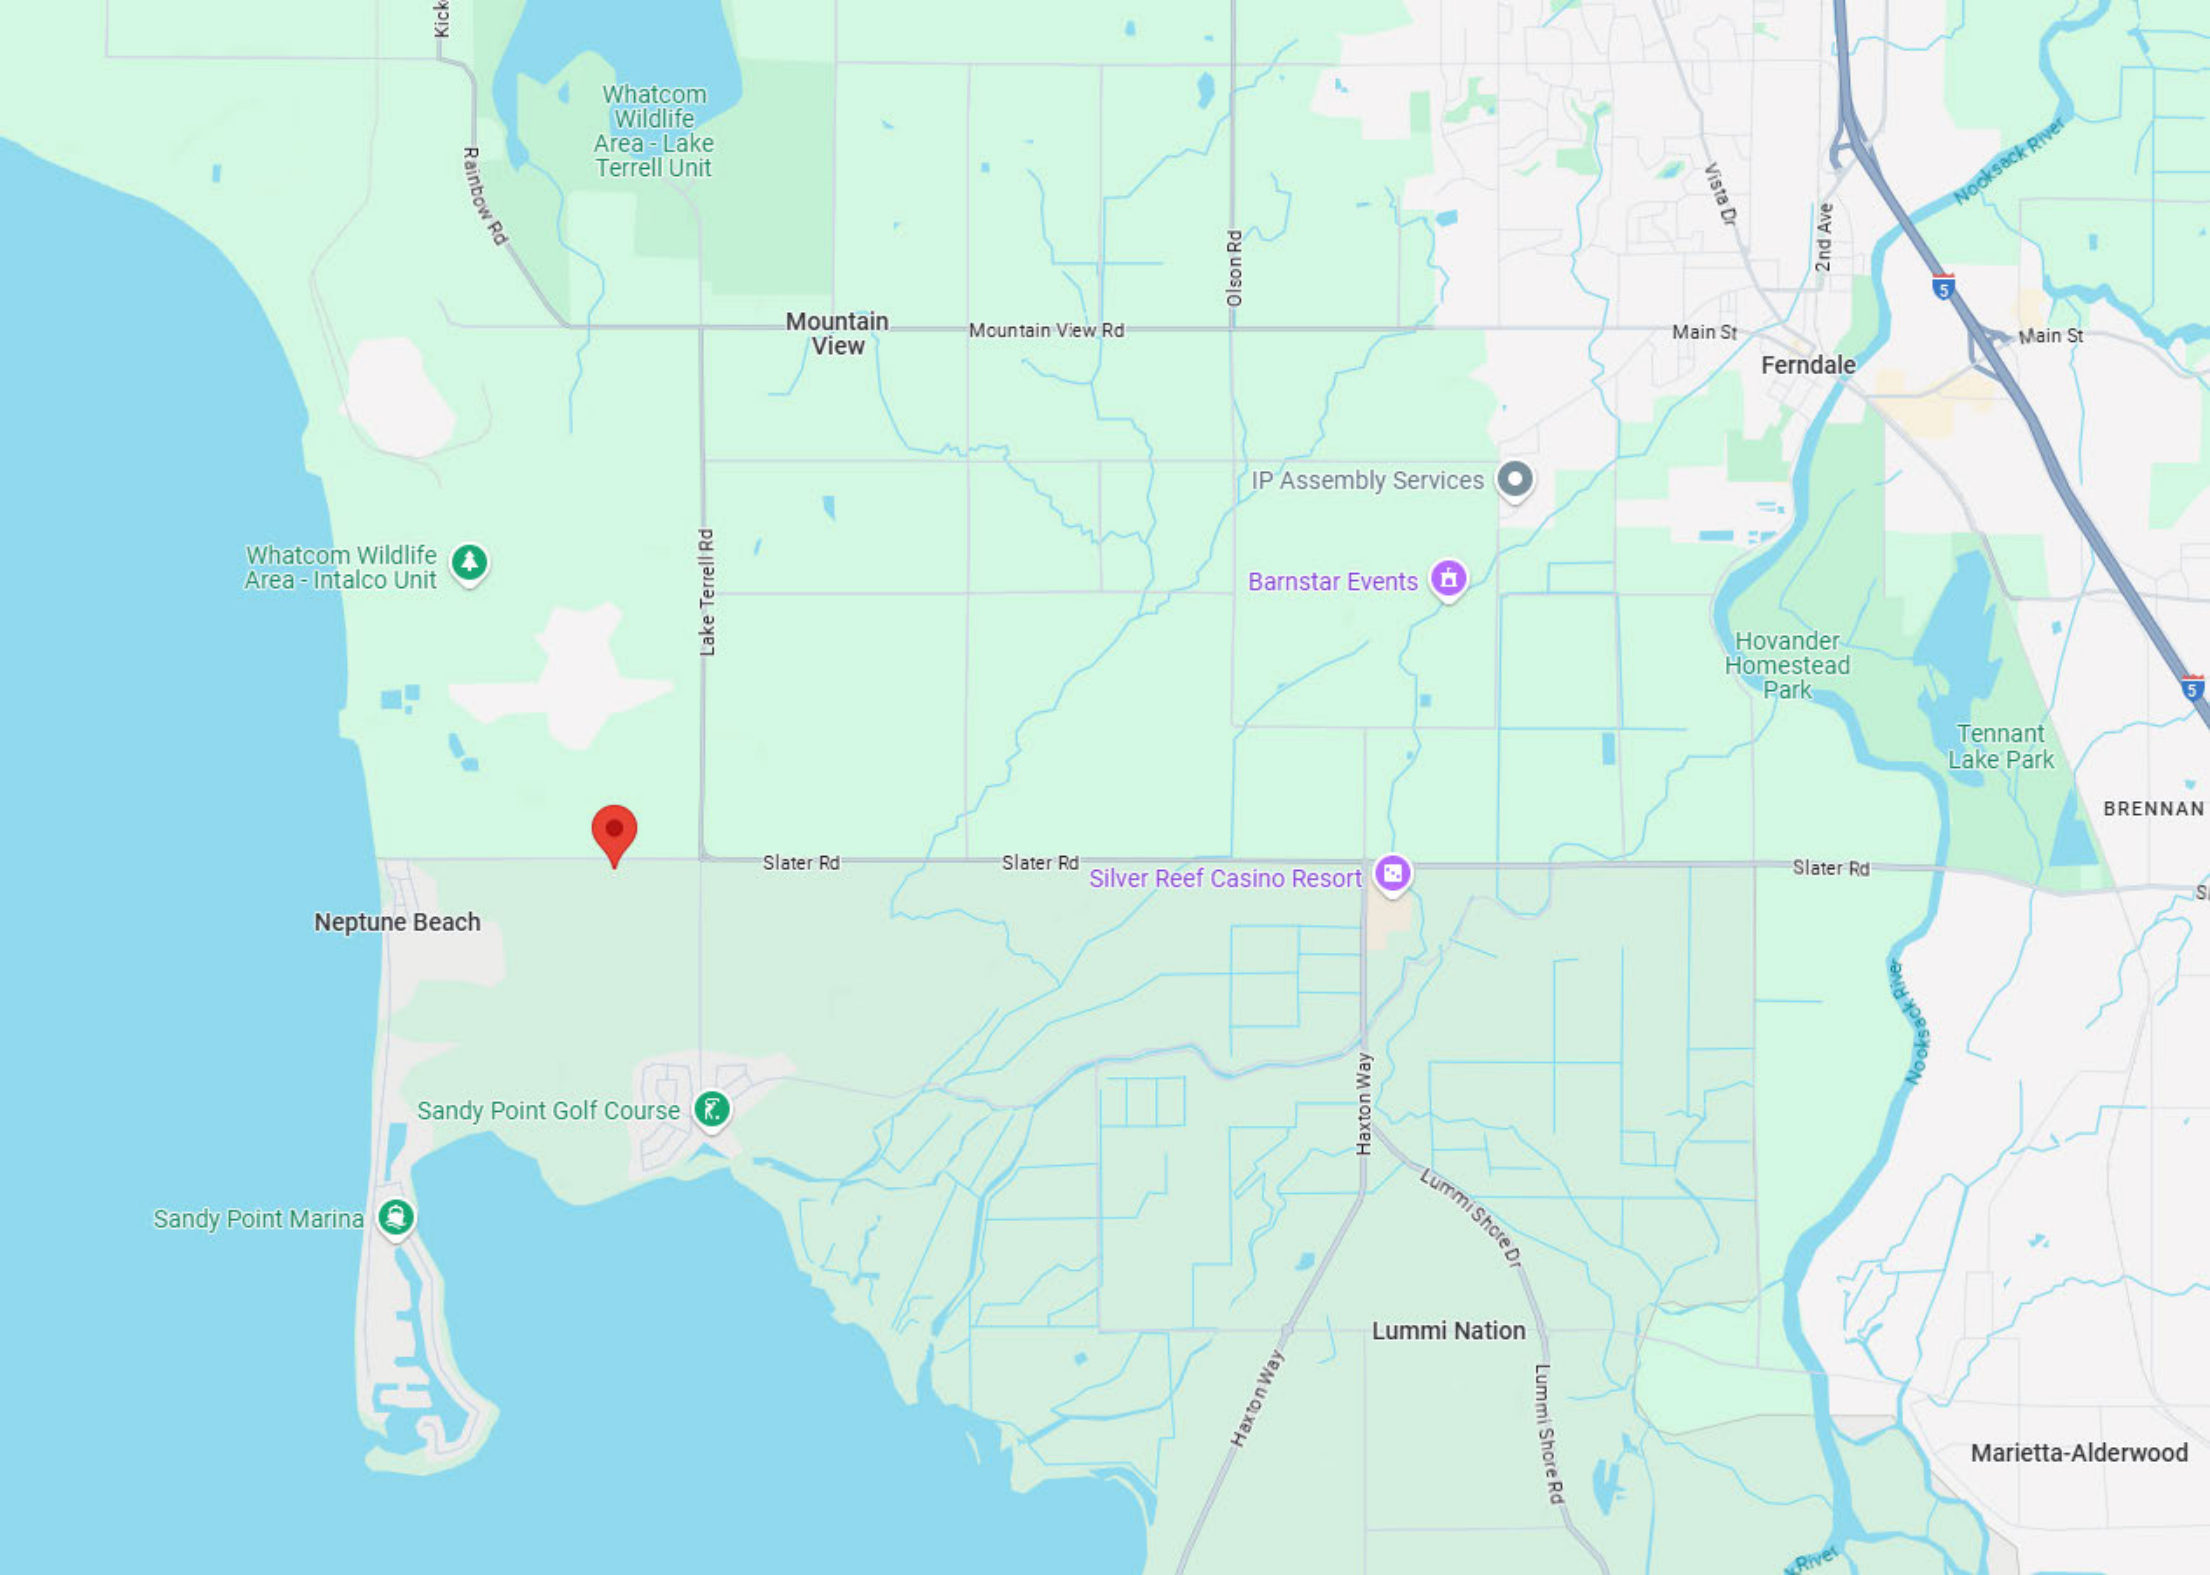 Kick
Whatcom
Wildlife
Area - Lake
Terrell Unit
Nooksack River
Rainbow Rd
Vista Dr
2nd Ave
Olson Rd
5
Mountain
View
Mountain View Rd
Main St
Main St
Ferndale
IP Assembly Services
Whatcom Wildlife
Area - Intalco Unit
Lake Terrell Rd
Barnstar Events
Hovander
Homestead
Park
5
Tennant
Lake Park
BRENNAN
Slater Rd
Slater Rd
Silver Reef Casino Resort
Slater Rd
Sl
Neptune Beach
Nooksack River
Haxton Way
Sandy Point Golf Course
Lummi Shore Dr
Sandy Point Marina
Lummi Nation
Haxton Way
Lummi Shore Rd
Marietta-Alderwood
River